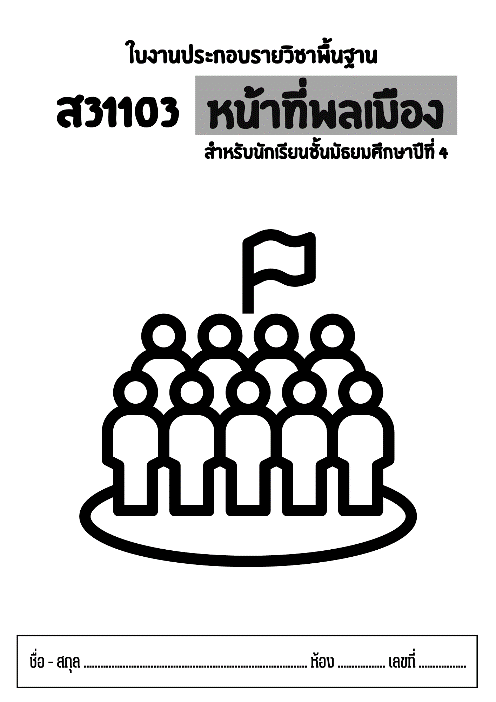 ใบงานประกอบรายวิชาพื้นฐาน
ส31103 หน้าที่พลเมือง
สำหรับนักเรียนชั้นมัธยมศึกษาปีที่ 4
ชื่อ - สกุล ........................................................................... ห้อง ................ เลขที่ ................